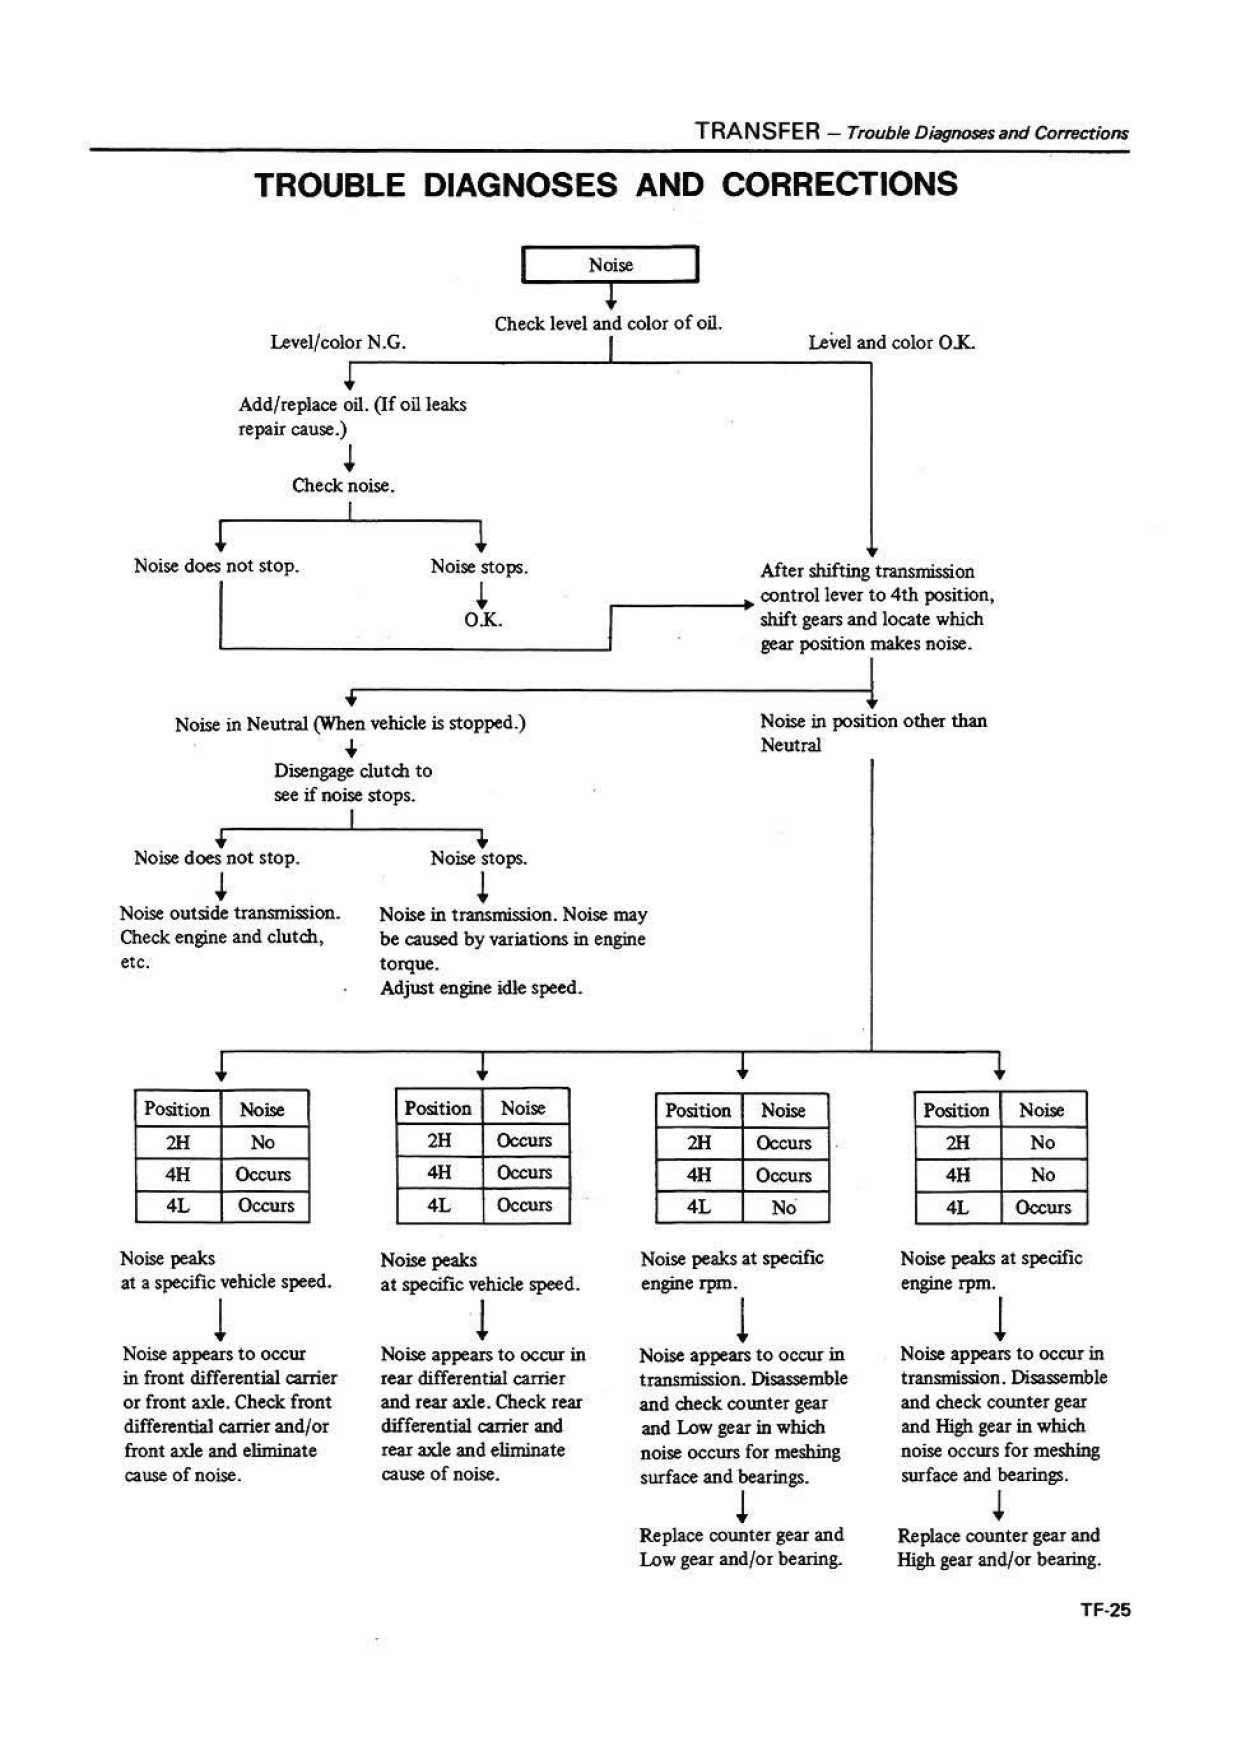 TRANSFER – Trouble Diagnoses and Corrections
TROUBLE DIAGNOSES AND CORRECTIONS
Noise
Check level and color of oil.
Level/color N.G.
Level and color O.K.
Add/replace oil. (If oil leaks
repair cause.)
Check noise.
Noise does not stop.
Noise stops.
O.K.
After shifting transmission
control lever to 4th position,
shift gears and locate which
gear position makes noise.
Noise in Neutral (When vehicle is stopped.)
Noise in position other than
Neutral
Disengage clutch to
see if noise stops.
Noise does not stop.
Noise stops.
Noise outside transmission.
Check engine and clutch,
etc.
Noise in transmission. Noise may
be caused by variations in engine
torque.
Adjust engine idle speed.
Position Noise
2H No
4H Occurs
4L Occurs
Noise peaks
at a specific vehicle speed.
Noise appears to occur
in front differential carrier
or front axle. Check front
differential carrier and/or
front axle and eliminate
cause of noise.
Position Noise
2H Occurs
4H Occurs
4L Occurs
Noise peaks
at specific vehicle speed.
Noise appears to occur in
rear differential carrier
and rear axle. Check rear
differential carrier and
rear axle and eliminate
cause of noise.
Position Noise
2H Occurs
4H Occurs
4L No
Noise peaks at specific
engine rpm.
Noise appears to occur in
transmission. Disassemble
and check counter gear
and Low gear in which
noise occurs for meshing
surface and bearings.
Replace counter gear and
Low gear and/or bearing.
Position Noise
2H No
4H No
4L Occurs
Noise peaks at specific
engine rpm.
Noise appears to occur in
transmission. Disassemble
and check counter gear
and High gear in which
noise occurs for meshing
surface and bearings.
Replace counter gear and
High gear and/or bearing.
TF-25